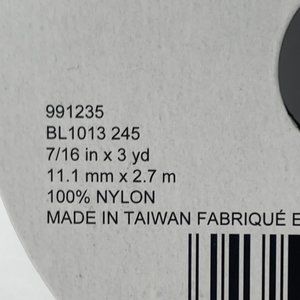 991235
BL1013 245
7/16 in x 3 yd
11.1 mm x 2.7 m
100% NYLON
MADE IN TAIWAN FABRIQUÉ E